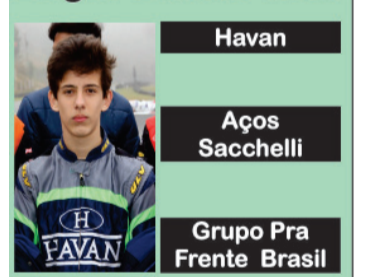 Havan
Aços
Sacchelli
Grupo Pra
Frente Brasil
H
HAVAN